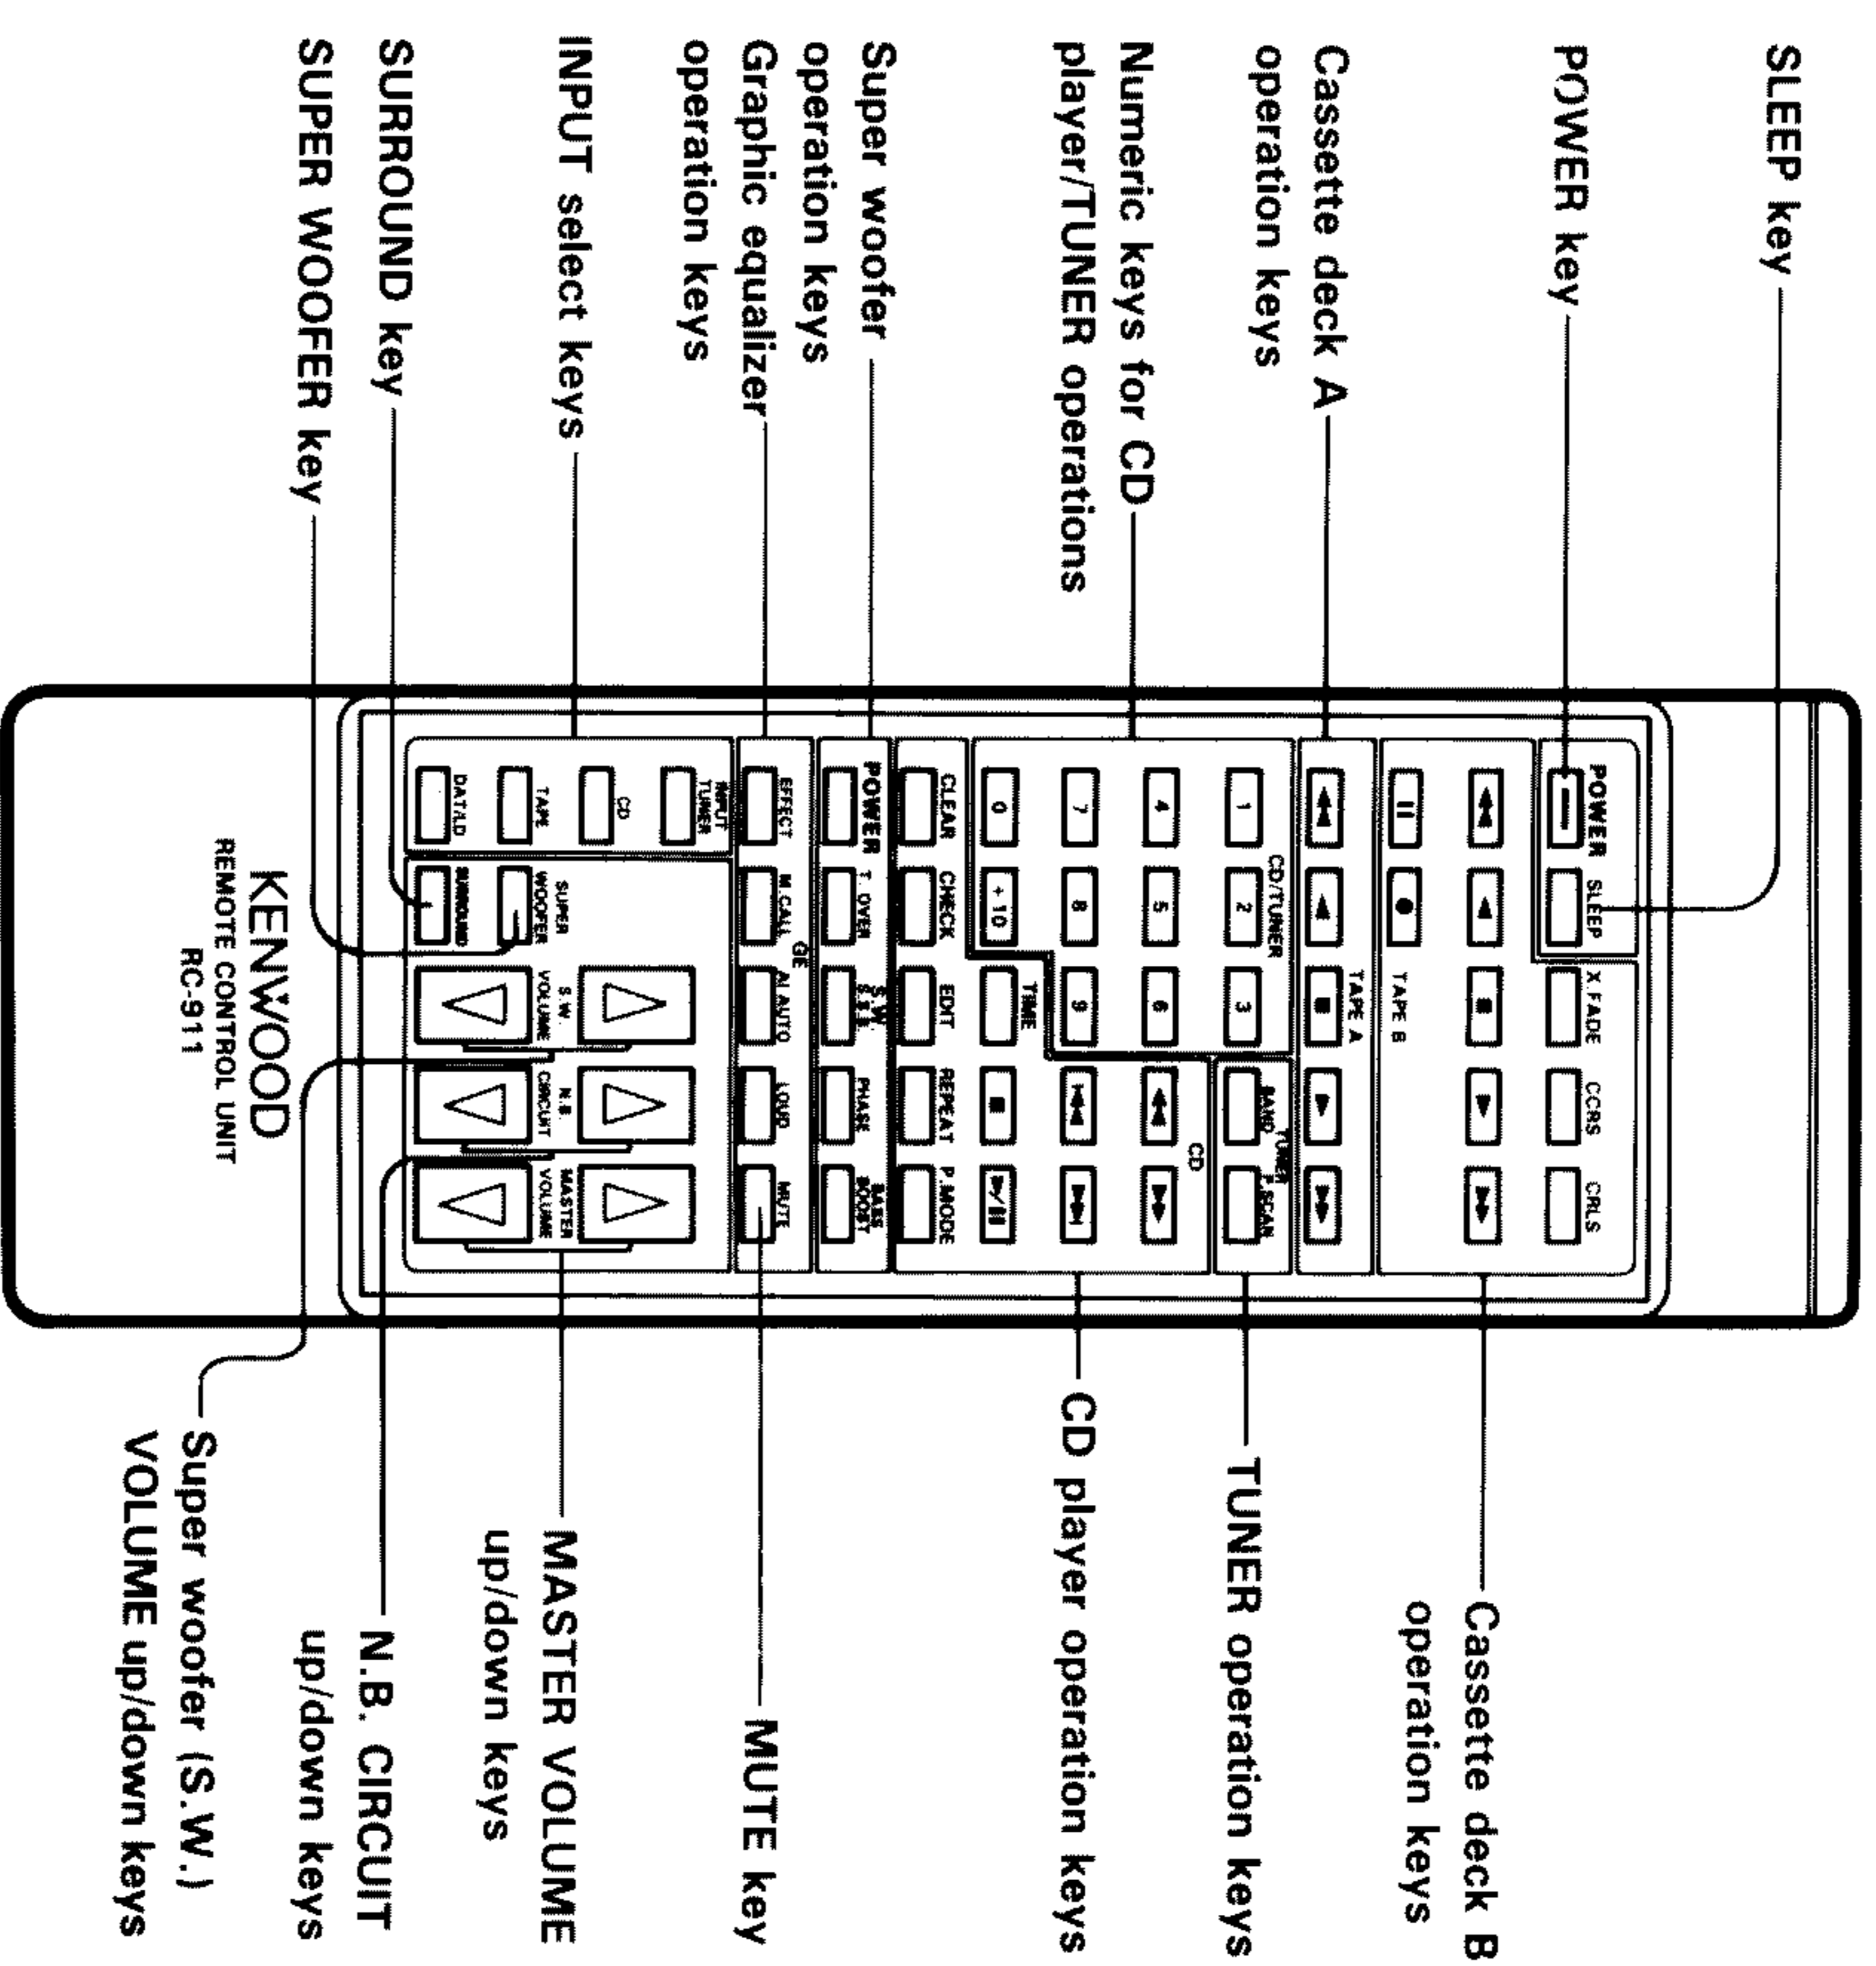 SLEEP key
POWER key
Cassette deck A
operation keys
Numeric keys for CD
player/TUNER operations
Super woofer
operation keys
Graphic equalizer
operation keys
INPUT select keys
SURROUND key
SUPER WOOFER key
POWER SLEEP X FADE CCRS CRLS
TAPE B
TAPE A
CD/TUNER
TUNER
1 2 3 BAND P.SCAN
CD
4 5 6
7 8 9
TIME
0 +10
CLEAR CHECK EDIT REPEAT P.MODE
S.W.
POWER T.OVER PHASE BASS
BOOST
GE
EFFECT M.CALL AI AUTO LOUD MUTE
INPUT
TUNER
CD
TAPE
DAT/LD
SUPER
WOOFER
SURROUND
S.W.
VOLUME
N.B.
CIRCUIT
MASTER
VOLUME
KENWOOD
REMOTE CONTROL UNIT
RC-911
Cassette deck B
operation keys
TUNER operation keys
CD player operation keys
MUTE key
MASTER VOLUME
up/down keys
N.B. CIRCUIT
up/down keys
Super woofer (S.W.)
VOLUME up/down keys